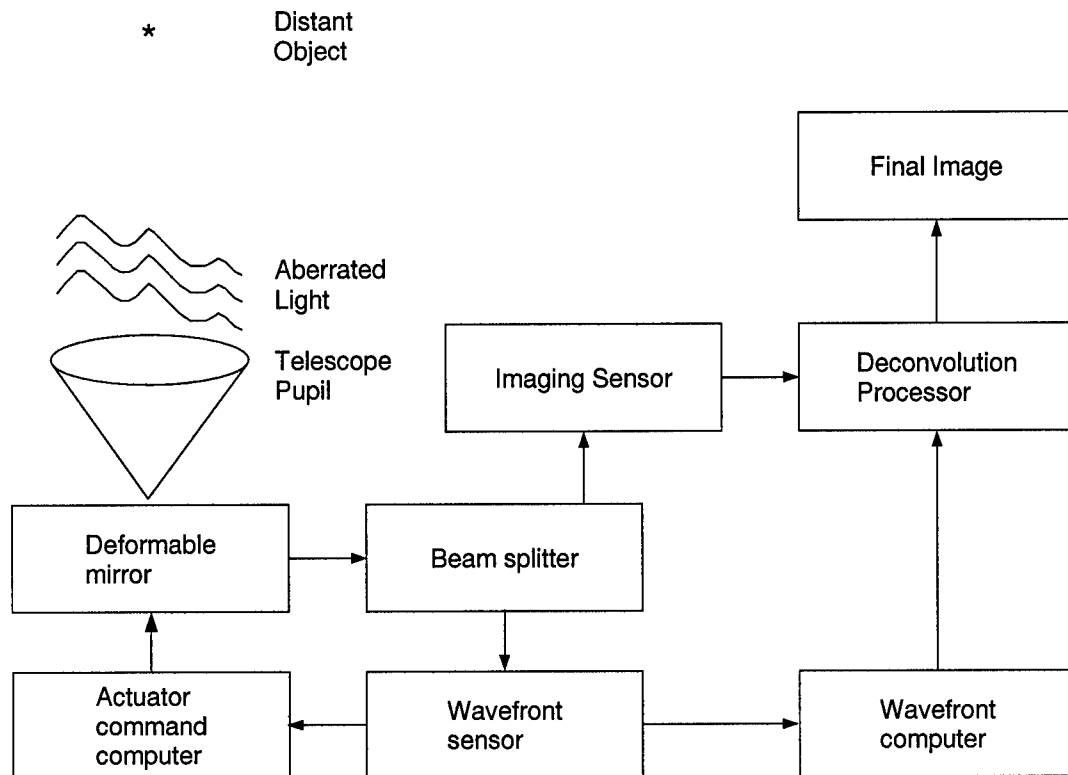 *
Distant
Object
Final Image
Aberrated
Light
Telescope
Pupil
Imaging Sensor
Deconvolution
Processor
Deformable
mirror
Beam splitter
Actuator
command
computer
Wavefront
sensor
Wavefront
computer